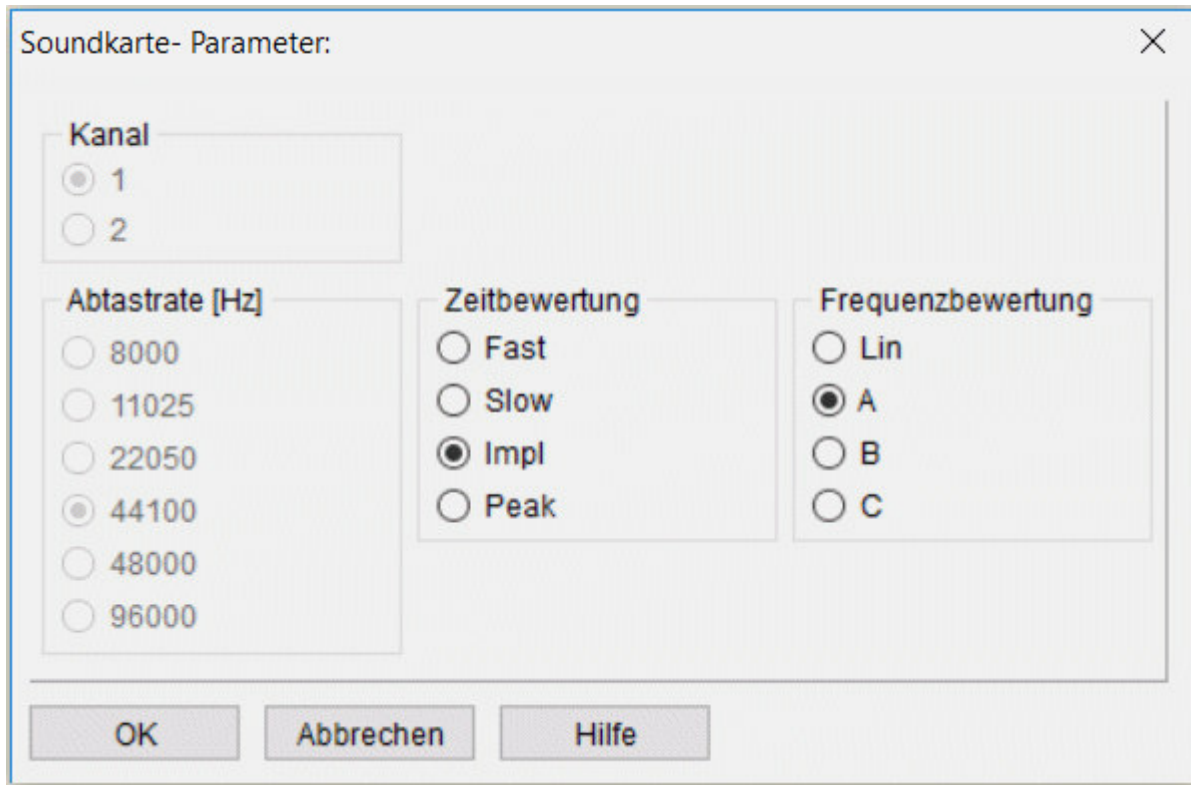 Soundkarte- Parameter:
Kanal
1
2
Abtastrate [Hz]
8000
11025
22050
44100
48000
96000
Zeitbewertung
Fast
Slow
Impl
Peak
Frequenzbewertung
Lin
A
B
C
OK
Abbrechen
Hilfe